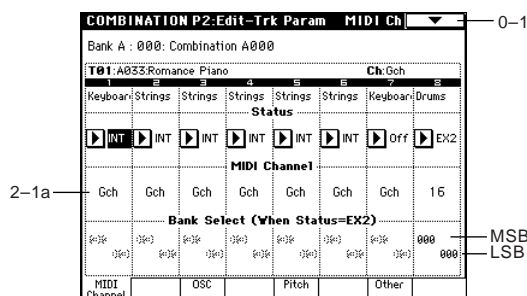 COMBINATION P2:Edit-Trk Param MIDI Ch
0–1
Bank A : 000: Combination A000
T01:A033:Romance Piano Ch:Gch
1 2 3 4 5 6 7 8
Keyboar Strings Strings Strings Strings Strings Keyboar Drums
Status
INT INT INT INT INT INT Off EX2
MIDI Channel
2–1a
Gch Gch Gch Gch Gch Gch Gch 16
Bank Select (When Status=EX2)
000 MSB
000 LSB
MIDI Channel OSC Pitch Other